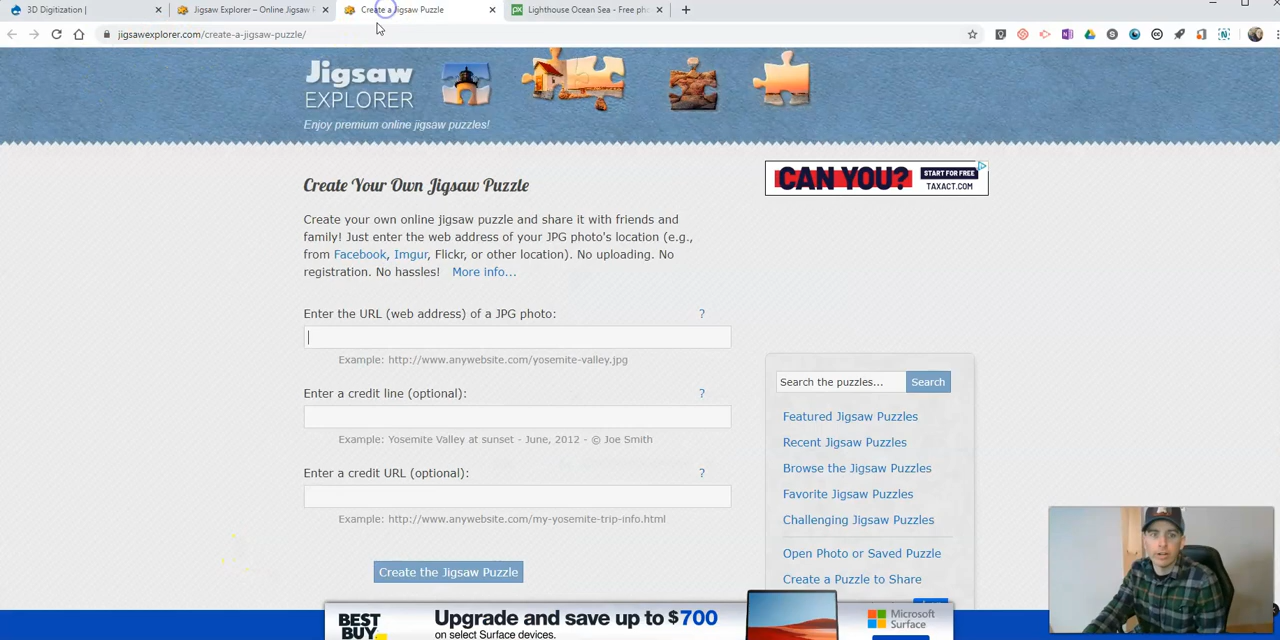 3D Digitization |
Jigsaw Explorer – Online Jigsaw P
Create a Jigsaw Puzzle
Lighthouse Ocean Sea - Free pho
jigsawexplorer.com/create-a-jigsaw-puzzle/
Jigsaw
EXPLORER
Enjoy premium online jigsaw puzzles!
Create Your Own Jigsaw Puzzle
Create your own online jigsaw puzzle and share it with friends and
family! Just enter the web address of your JPG photo's location (e.g.,
from Facebook, Imgur, Flickr, or other location). No uploading. No
registration. No hassles! More info...
Enter the URL (web address) of a JPG photo: ?
Example: http://www.anywebsite.com/yosemite-valley.jpg
Enter a credit line (optional): ?
Example: Yosemite Valley at sunset - June, 2012 - © Joe Smith
Enter a credit URL (optional): ?
Example: http://www.anywebsite.com/my-yosemite-trip-info.html
Create the Jigsaw Puzzle
CAN YOU?
START FOR FREE
TAXACT.COM
Search the puzzles... Search
Featured Jigsaw Puzzles
Recent Jigsaw Puzzles
Browse the Jigsaw Puzzles
Favorite Jigsaw Puzzles
Challenging Jigsaw Puzzles
Open Photo or Saved Puzzle
Create a Puzzle to Share
BEST
BUY
Upgrade and save up to $700
on select Surface devices.
Microsoft
Surface